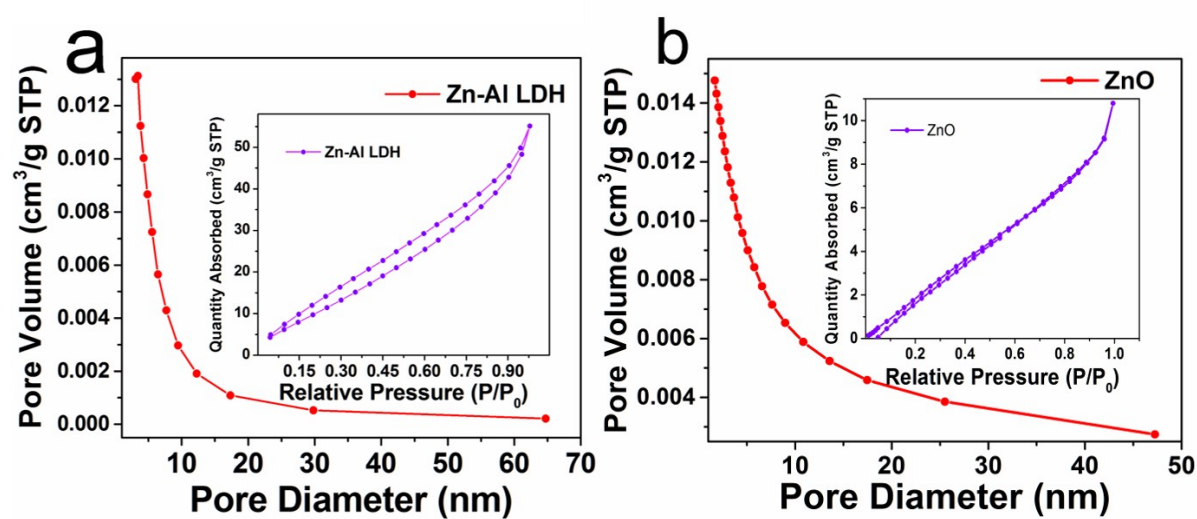 a
Pore Volume (cm³/g STP)
0.012
0.010
0.008
0.006
0.004
0.002
0.000
Zn-Al LDH
Quantity Absorbed (cm³/g STP)
50
40
30
20
10
0
Zn-Al LDH
0.15 0.30 0.45 0.60 0.75 0.90
Relative Pressure (P/P₀)
10 20 30 40 50 60 70
Pore Diameter (nm)
b
Pore Volume (cm³/g STP)
0.014
0.012
0.010
0.008
0.006
0.004
ZnO
Quantity Absorbed (cm³/g STP)
10
8
6
4
2
0
ZnO
0.2 0.4 0.6 0.8 1.0
Relative Pressure (P/P₀)
10 20 30 40 50
Pore Diameter (nm)